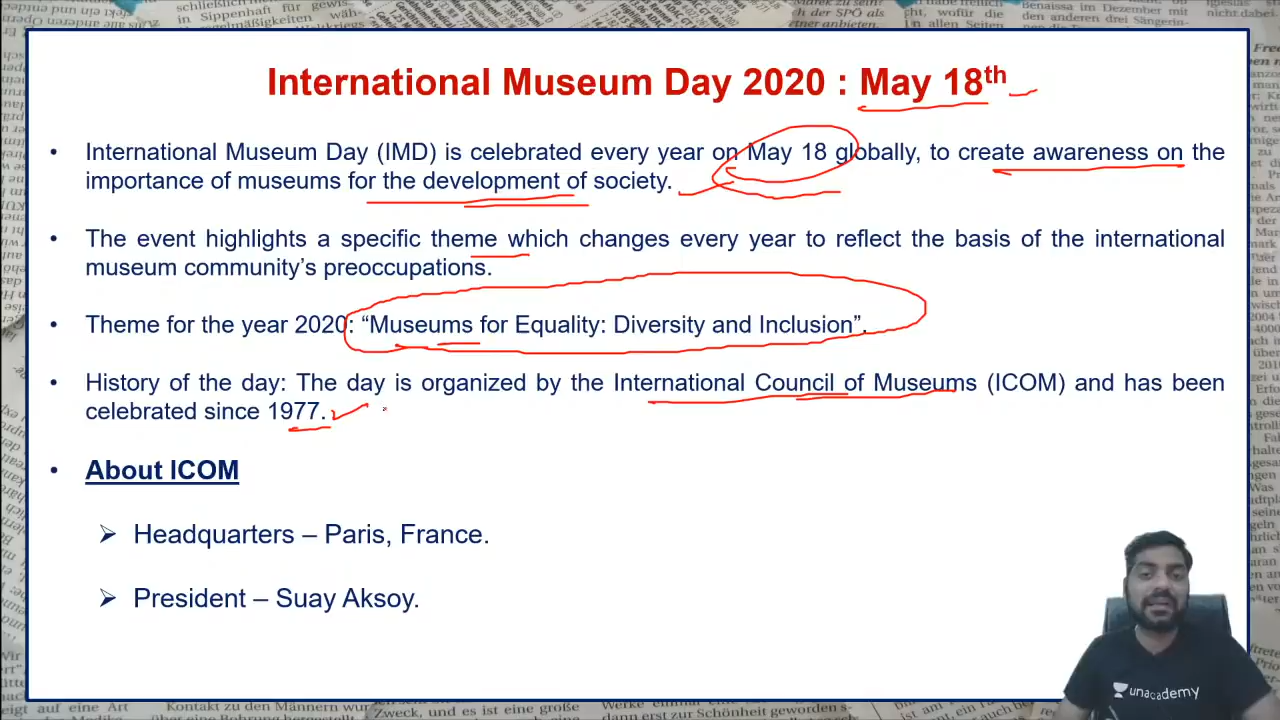 International Museum Day 2020 : May 18th
• International Museum Day (IMD) is celebrated every year on May 18 globally, to create awareness on the
importance of museums for the development of society.
• The event highlights a specific theme which changes every year to reflect the basis of the international
museum community's preoccupations.
• Theme for the year 2020: “Museums for Equality: Diversity and Inclusion”.
• History of the day: The day is organized by the International Council of Museums (ICOM) and has been
celebrated since 1977.
• About ICOM
➢ Headquarters – Paris, France.
➢ President – Suay Aksoy.
unacademy